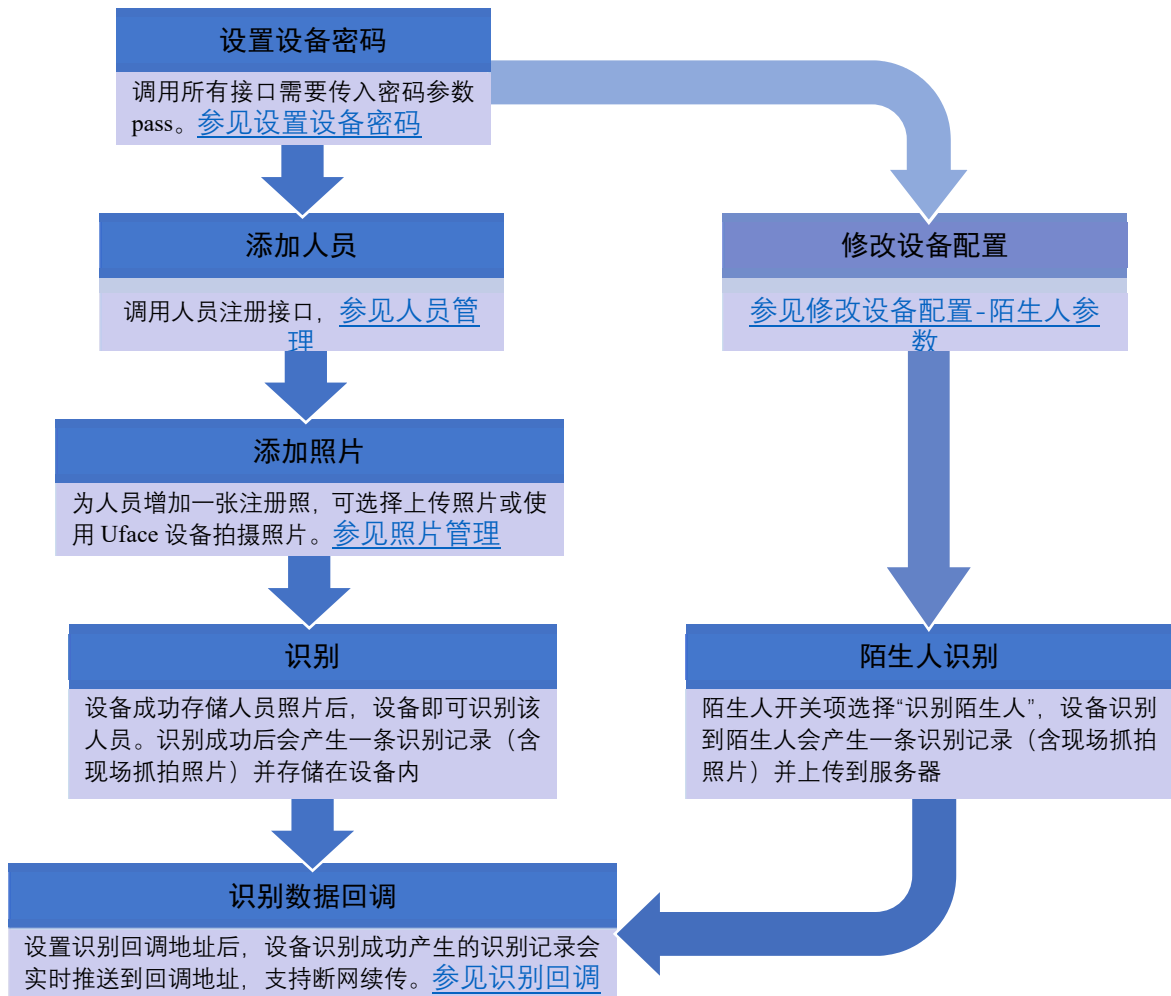 设置设备密码
调用所有接口需要传入密码参数
pass。参见设置设备密码
添加人员
调用人员注册接口，参见人员管
理
修改设备配置
参见修改设备配置-陌生人参
数
添加照片
为人员增加一张注册照，可选择上传照片或使
用 Uface 设备拍摄照片。参见照片管理
识别
设备成功存储人员照片后，设备即可识别该
人员。识别成功后会产生一条识别记录（含
现场抓拍照片）并存储在设备内
陌生人识别
陌生人开关项选择“识别陌生人”，设备识别
到陌生人会产生一条识别记录（含现场抓拍
照片）并上传到服务器
识别数据回调
设置识别回调地址后，设备识别成功产生的识别记录会
实时推送到回调地址，支持断网续传。参见识别回调